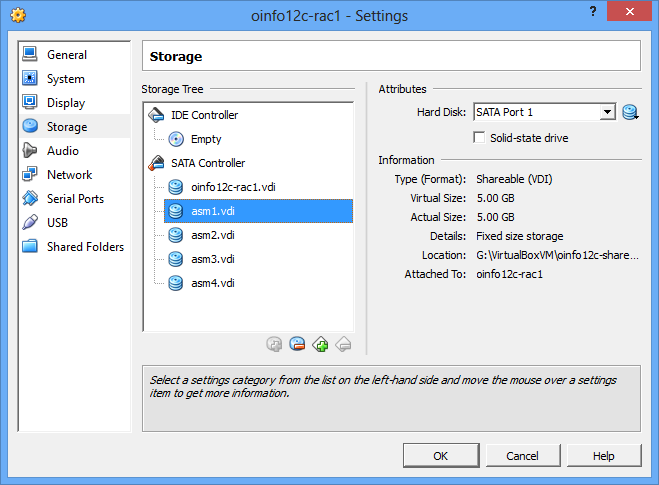 oinfo12c-rac1 - Settings
?
General
System
Display
Storage
Audio
Network
Serial Ports
USB
Shared Folders
Storage
Storage Tree
IDE Controller
Empty
SATA Controller
oinfo12c-rac1.vdi
asm1.vdi
asm2.vdi
asm3.vdi
asm4.vdi
Attributes
Hard Disk: SATA Port 1
Solid-state drive
Information
Type (Format): Shareable (VDI)
Virtual Size: 5.00 GB
Actual Size: 5.00 GB
Details: Fixed size storage
Location: G:\VirtualBoxVM\oinfo12c-share...
Attached To: oinfo12c-rac1
Select a settings category from the list on the left-hand side and move the mouse over a settings
item to get more information.
OK Cancel Help